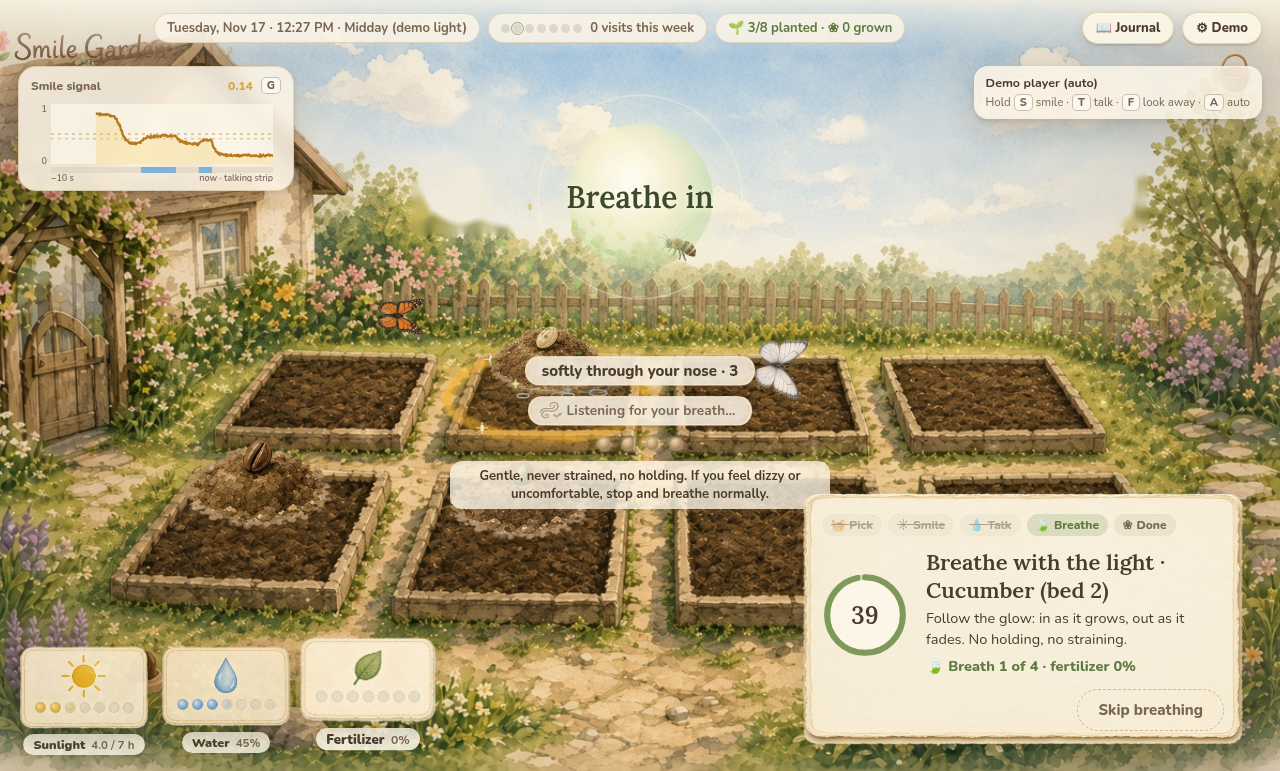 Smile Garden
Tuesday, Nov 17 · 12:27 PM · Midday (demo light)
0 visits this week
🌱 3/8 planted · ❀ 0 grown
📖 Journal
⚙ Demo
Smile signal
0.14
G
1
0
−10 s
now · talking strip
Demo player (auto)
Hold S smile · T talk · F look away · A auto
Breathe in
softly through your nose · 3
Listening for your breath...
Gentle, never strained, no holding. If you feel dizzy or
uncomfortable, stop and breathe normally.
Pick
☀ Smile
💧 Talk
🍃 Breathe
❀ Done
39
Breathe with the light ·
Cucumber (bed 2)
Follow the glow: in as it grows, out as it
fades. No holding, no straining.
🍃 Breath 1 of 4 · fertilizer 0%
Skip breathing
Sunlight 4.0 / 7 h
Water 45%
Fertilizer 0%